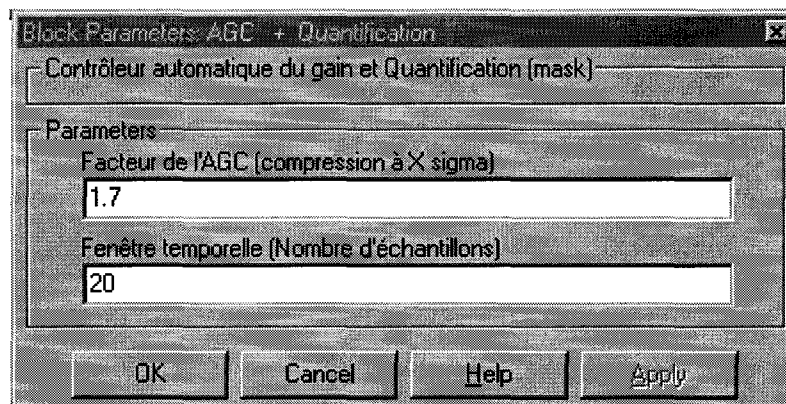 Block Parameters: AGC + Quantification
Contrôleur automatique du gain et Quantification (mask)
Parameters
Facteur de l'AGC (compression à X sigma)
1.7
Fenêtre temporelle (Nombre d'échantillons)
20
OK Cancel Help Apply